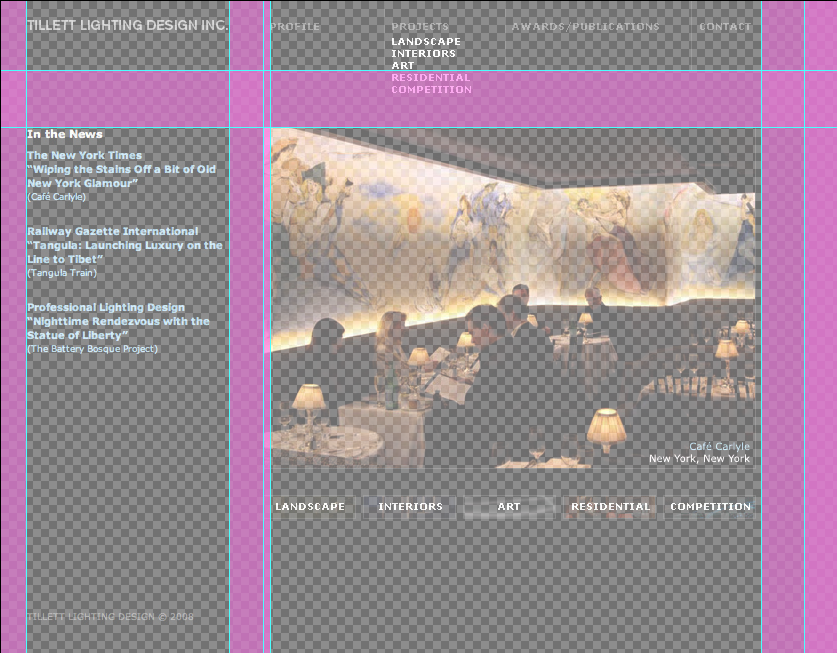 TILLETT LIGHTING DESIGN INC.
PROFILE
PROJECTS
AWARDS/PUBLICATIONS
CONTACT
LANDSCAPE
INTERIORS
ART
RESIDENTIAL
COMPETITION
In the News
The New York Times
“Wiping the Stains Off a Bit of Old
New York Glamour”
(Café Carlyle)
Railway Gazette International
“Tangula: Launching Luxury on the
Line to Tibet”
(Tangula Train)
Professional Lighting Design
“Nighttime Rendezvous with the
Statue of Liberty”
(The Battery Bosque Project)
Café Carlyle
New York, New York
LANDSCAPE
INTERIORS
ART
RESIDENTIAL
COMPETITION
TILLETT LIGHTING DESIGN © 2008